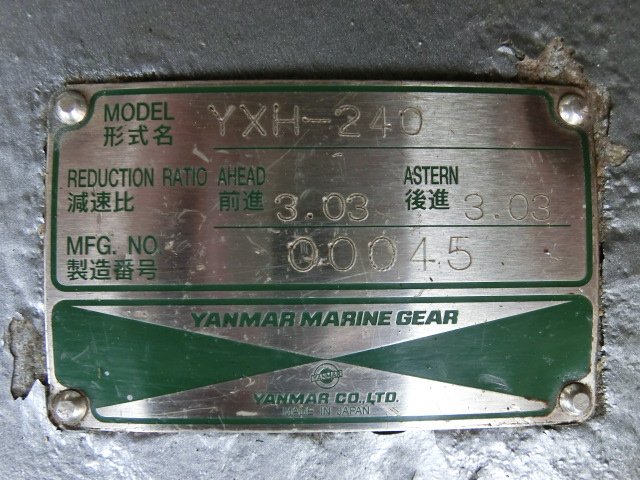 MODEL YXH-240
形式名
REDUCTION RATIO AHEAD ASTERN
減速比 前進 3.03 後進 3.03
MFG. NO. 00045
製造番号
YANMAR MARINE GEAR
YANMAR
YANMAR CO.,LTD.
MADE IN JAPAN